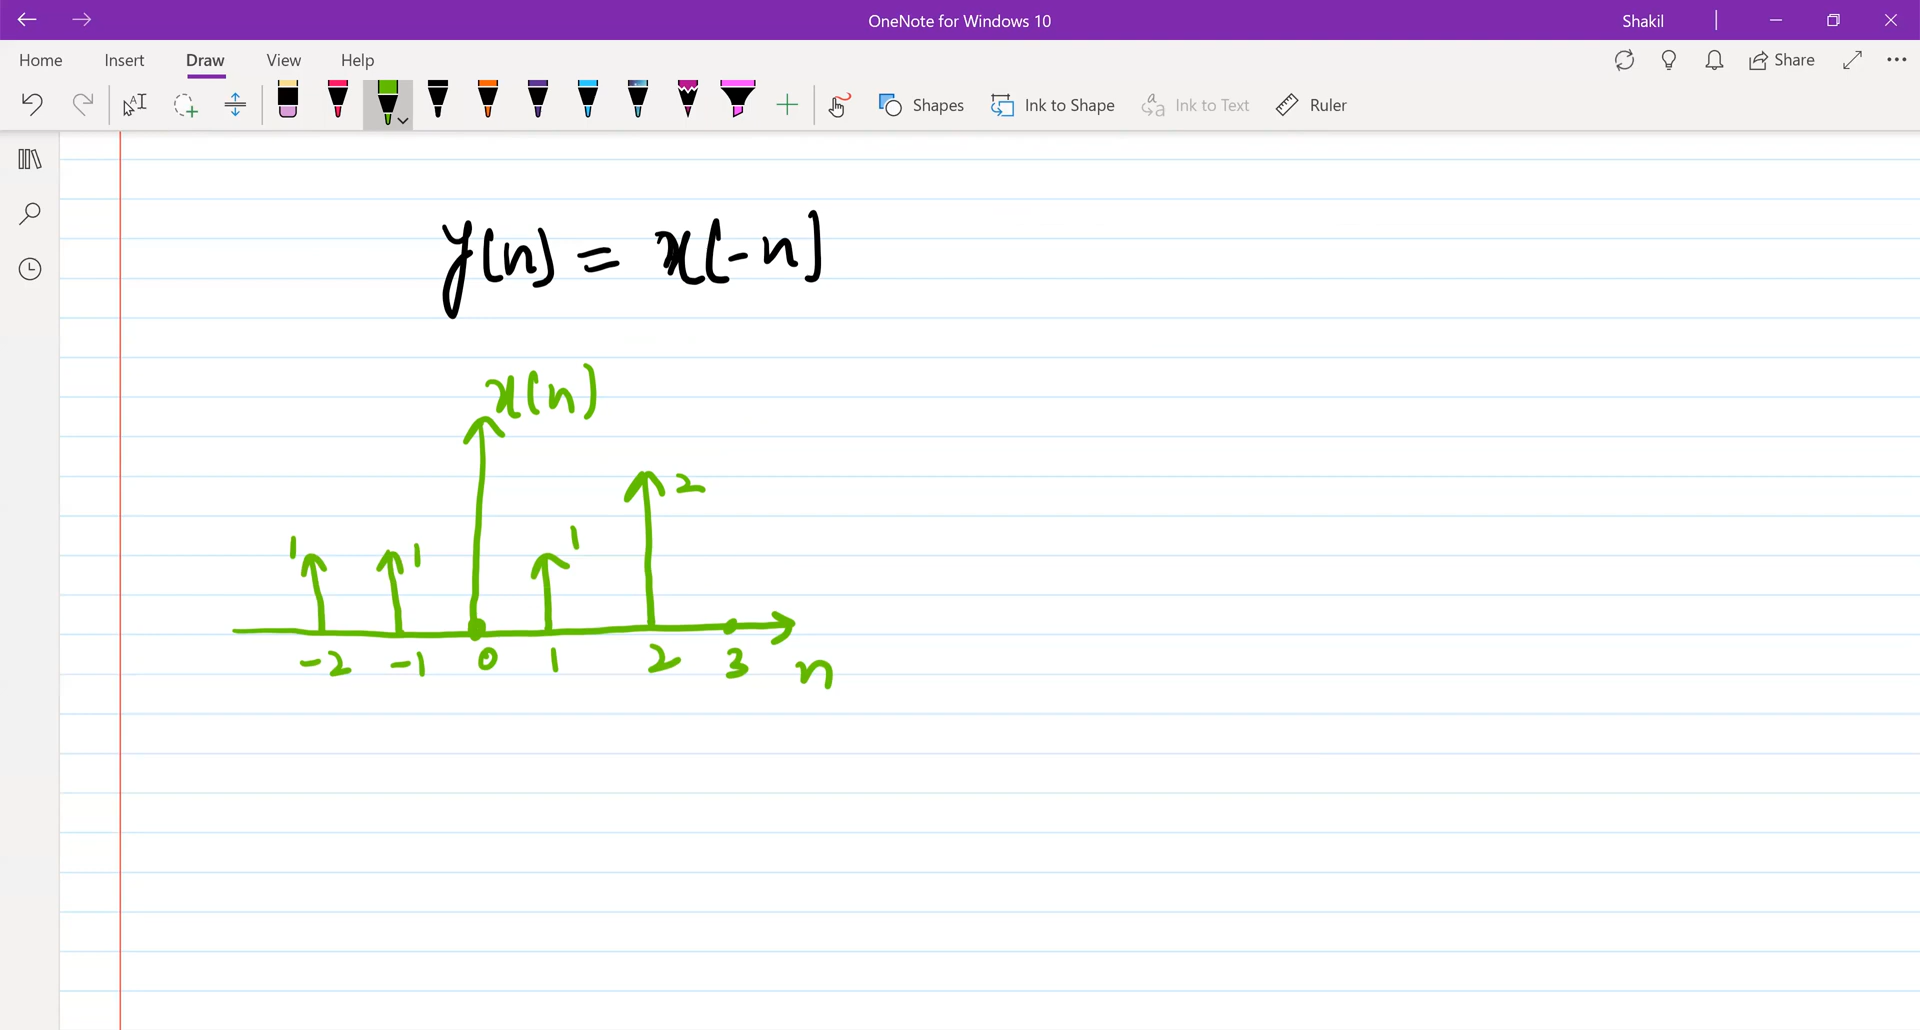 OneNote for Windows 10
Shakil
Home Insert Draw View Help
Share
Shapes Ink to Shape Ink to Text Ruler
y[n] = x[-n]
x[n]
2
1 1 1
-2 -1 0 1 2 3 n